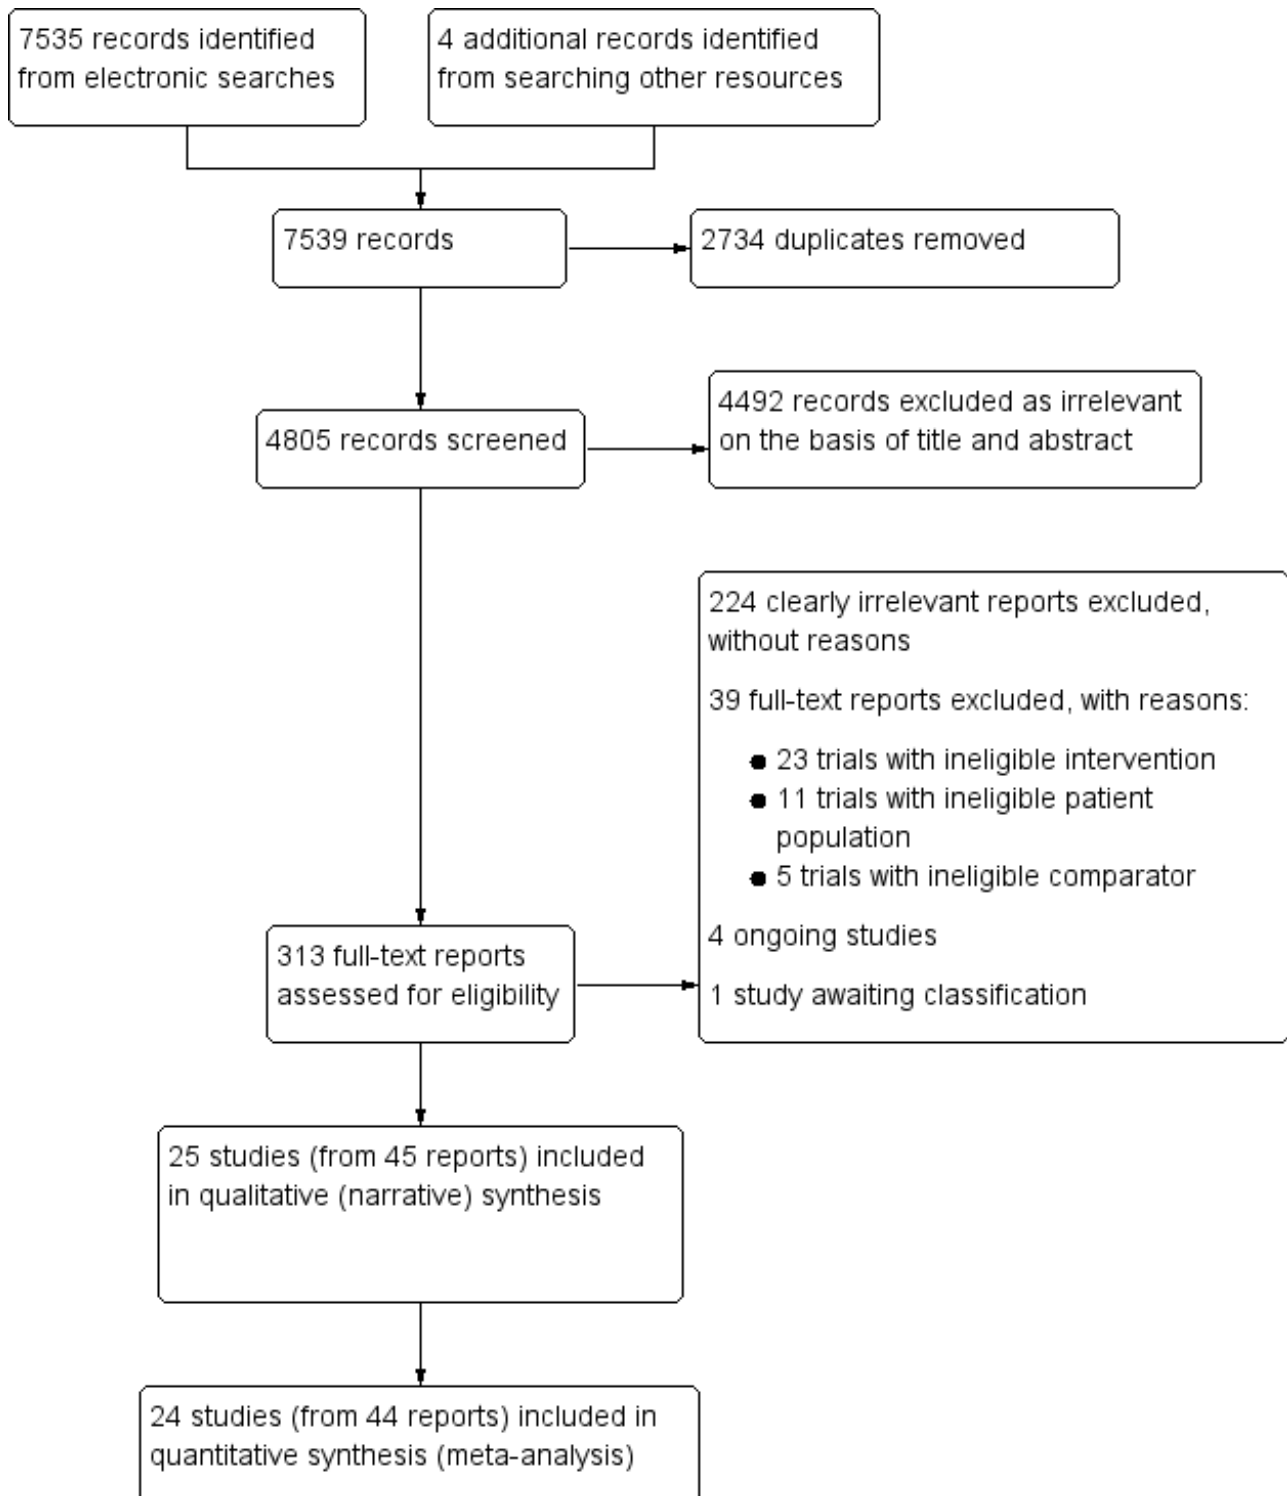 7535 records identified
from electronic searches
4 additional records identified
from searching other resources
7539 records
2734 duplicates removed
4805 records screened
4492 records excluded as irrelevant
on the basis of title and abstract
224 clearly irrelevant reports excluded,
without reasons
39 full-text reports excluded, with reasons:
● 23 trials with ineligible intervention
● 11 trials with ineligible patient
population
● 5 trials with ineligible comparator
4 ongoing studies
1 study awaiting classification
313 full-text reports
assessed for eligibility
25 studies (from 45 reports) included
in qualitative (narrative) synthesis
24 studies (from 44 reports) included in
quantitative synthesis (meta-analysis)